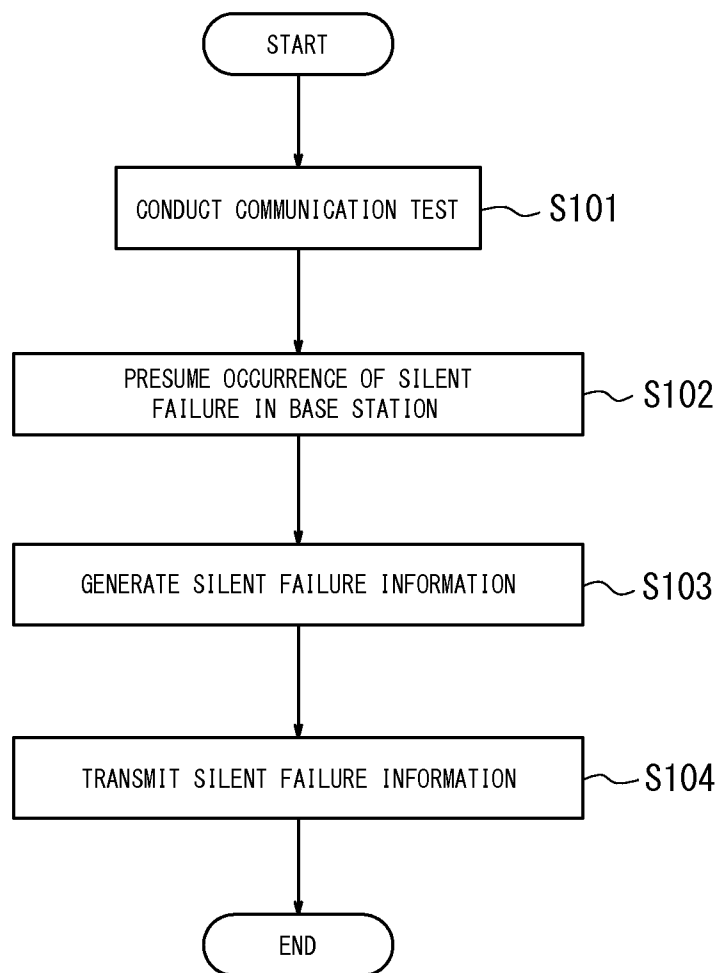 START
CONDUCT COMMUNICATION TEST
S101
PRESUME OCCURRENCE OF SILENT
FAILURE IN BASE STATION
S102
GENERATE SILENT FAILURE INFORMATION
S103
TRANSMIT SILENT FAILURE INFORMATION
S104
END